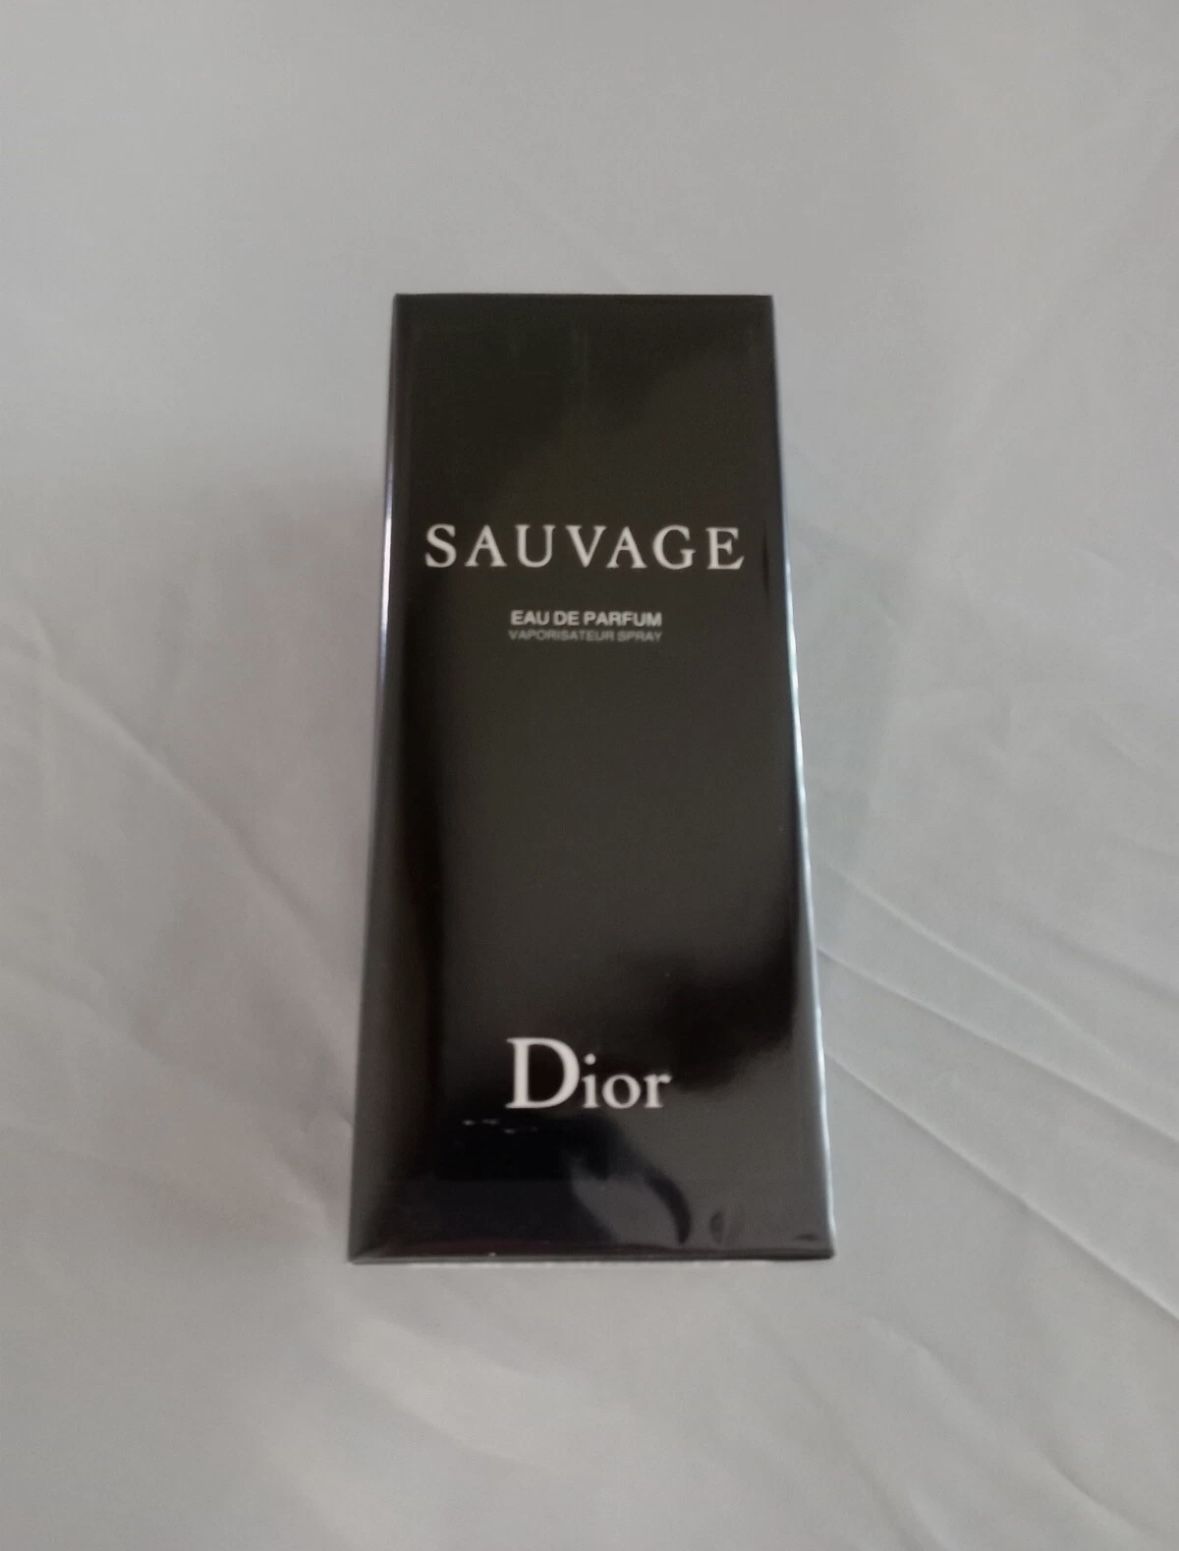 SAUVAGE
EAU DE PARFUM
VAPORISATEUR SPRAY
Dior